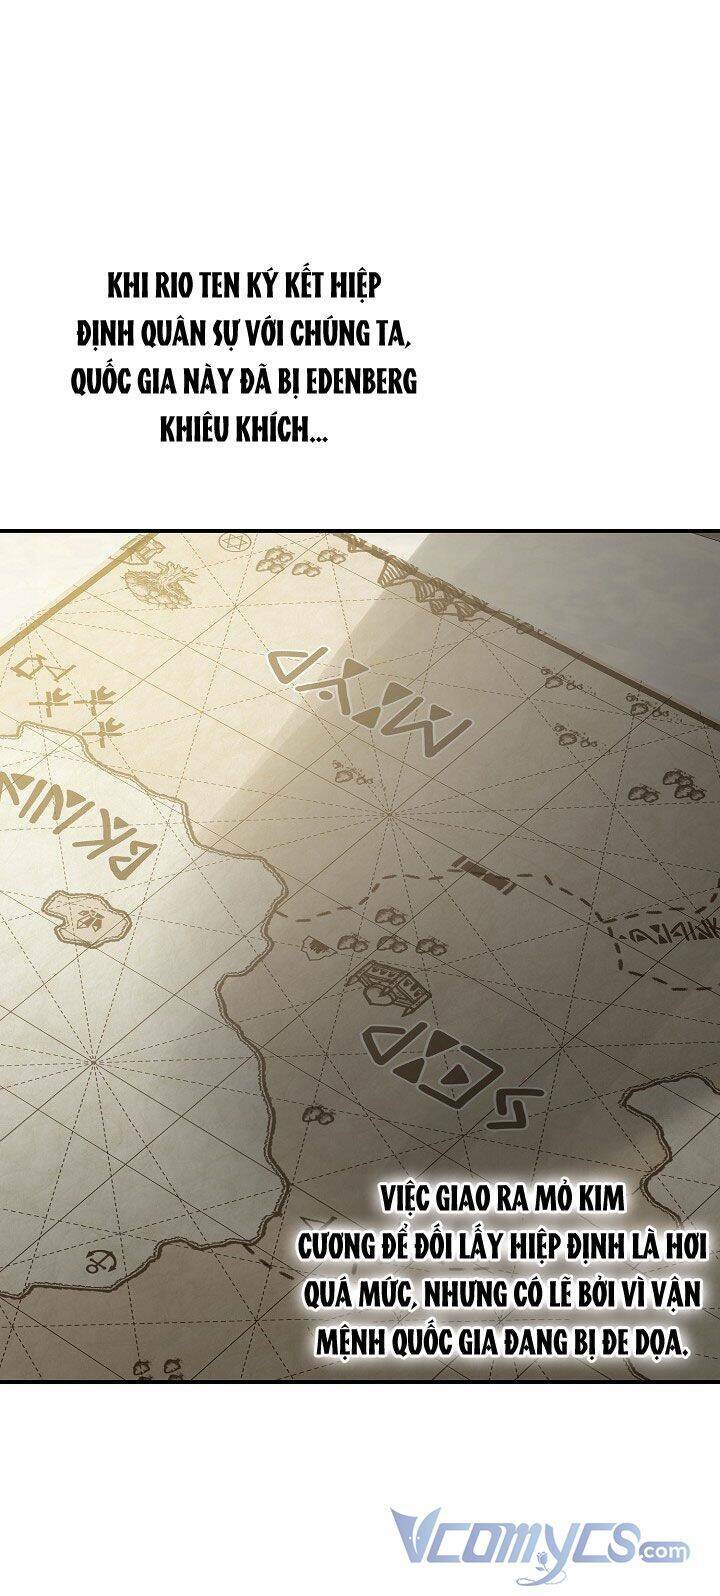 KHI RIO TEN KÝ KẾT HIỆP
ĐỊNH QUÂN SỰ VỚI CHÚNG TA,
QUỐC GIA NÀY ĐÃ BỊ EDENBERG
KHIÊU KHÍCH...
VIỆC GIAO RA MỎ KIM
CƯƠNG ĐỂ ĐỔI LẤY HIỆP ĐỊNH LÀ HƠI
QUÁ MỨC, NHƯNG CÓ LẼ BỞI VÌ VẬN
MỆNH QUỐC GIA ĐANG BỊ ĐE DỌA.
VCOMYCS.com